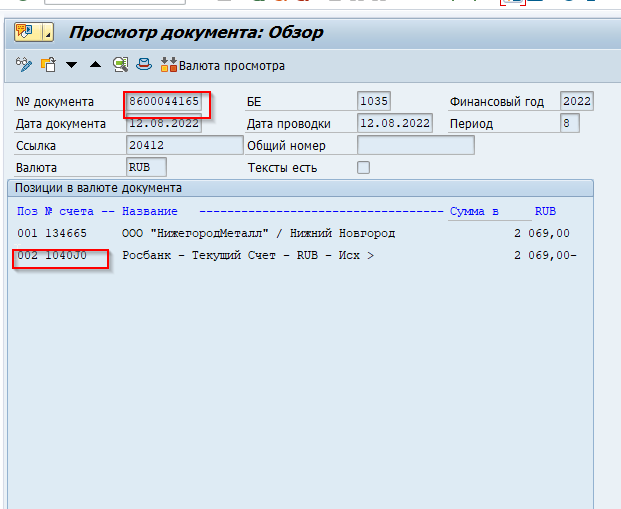 Просмотр документа: Обзор
Валюта просмотра
№ документа 8600044165 БЕ 1035 Финансовый год 2022
Дата документа 12.08.2022 Дата проводки 12.08.2022 Период 8
Ссылка 20412 Общий номер
Валюта RUB Тексты есть
Позиции в валюте документа
Поз № счета -- Название ----------------------------------- Сумма в RUB
001 134665 ООО "НижегородМеталл" / Нижний Новгород 2 069,00
002 104000 Росбанк - Текущий Счет - RUB - Исх > 2 069,00-